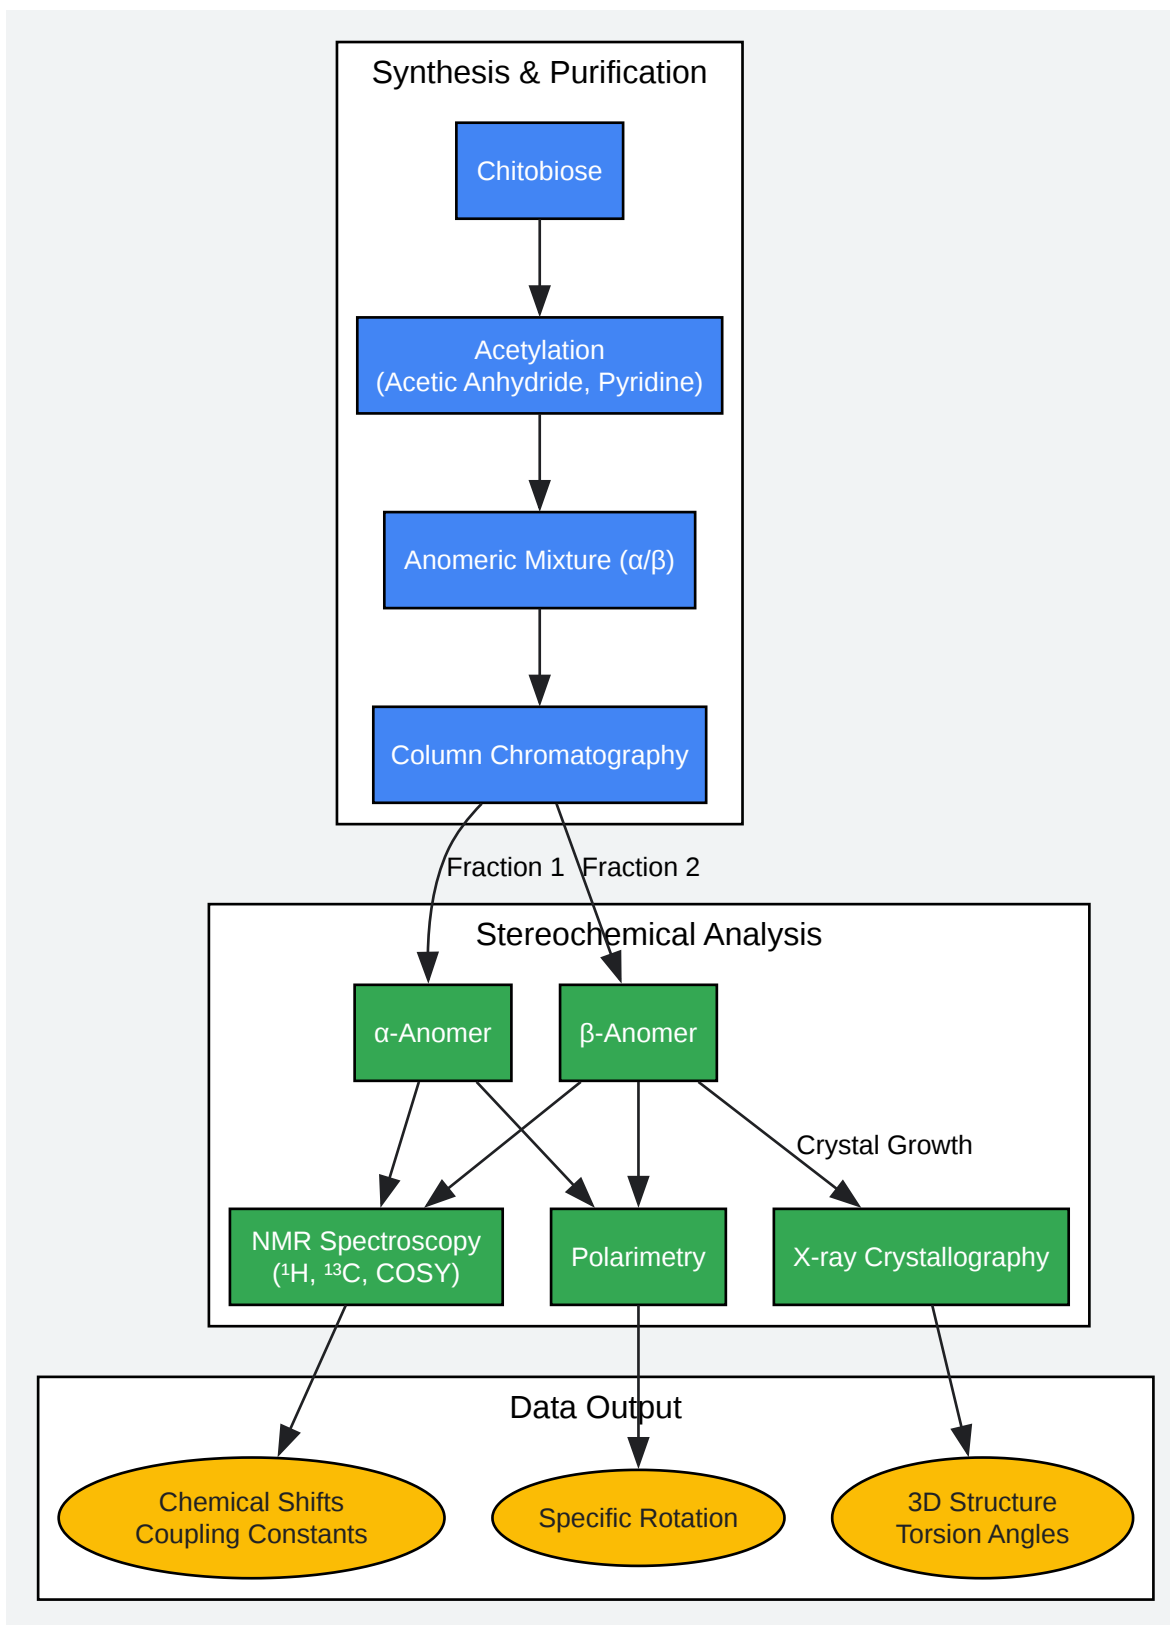 Synthesis & Purification
Chitobiose
Acetylation
(Acetic Anhydride, Pyridine)
Anomeric Mixture (α/β)
Column Chromatography
Fraction 1
Fraction 2
Stereochemical Analysis
α-Anomer
β-Anomer
Crystal Growth
NMR Spectroscopy
(¹H, ¹³C, COSY)
Polarimetry
X-ray Crystallography
Data Output
Chemical Shifts
Coupling Constants
Specific Rotation
3D Structure
Torsion Angles